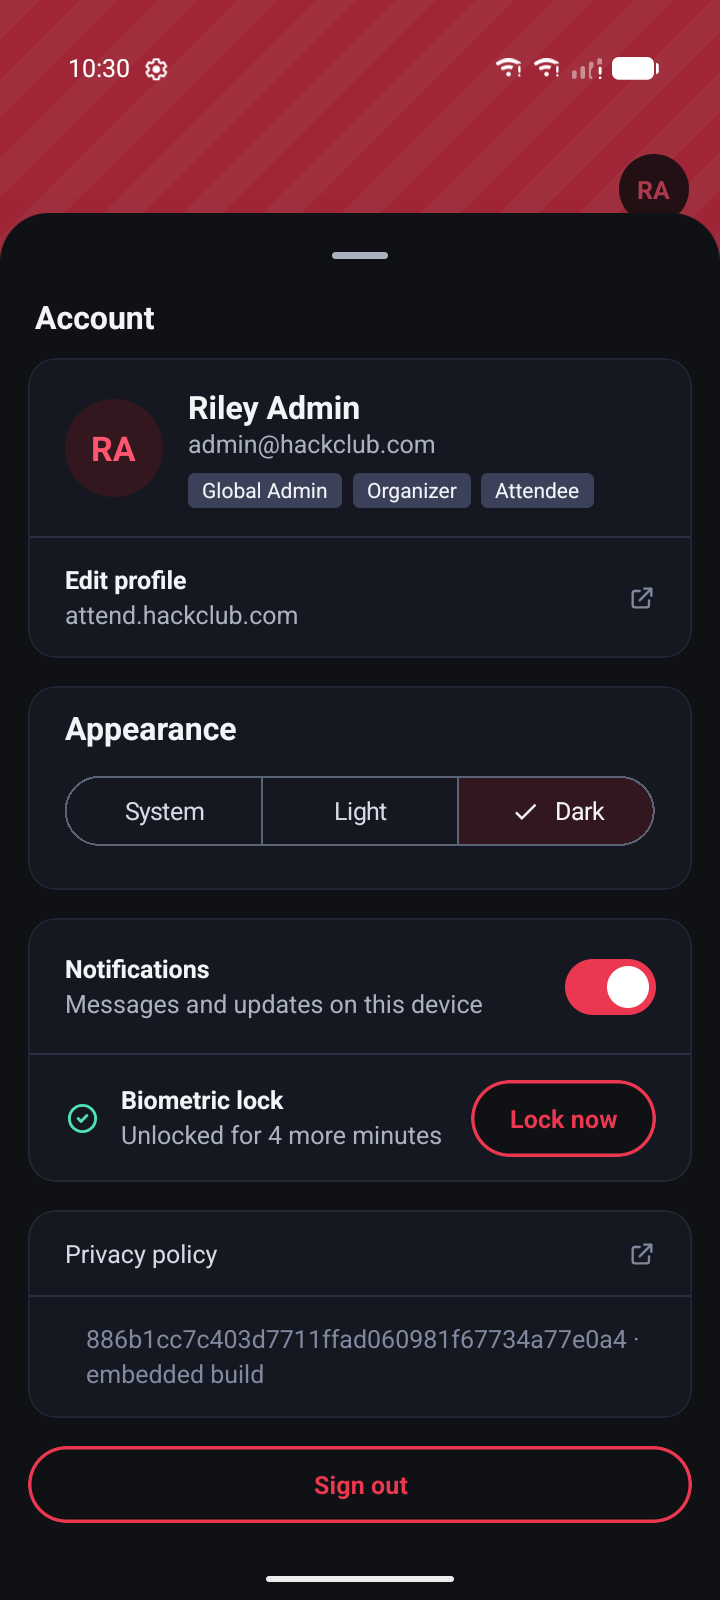 10:30
RA
Account
RA
Riley Admin
admin@hackclub.com
Global Admin
Organizer
Attendee
Edit profile
attend.hackclub.com
Appearance
System
Light
Dark
Notifications
Messages and updates on this device
Biometric lock
Unlocked for 4 more minutes
Lock now
Privacy policy
886b1cc7c403d7711ffad060981f67734a77e0a4 ·
embedded build
Sign out